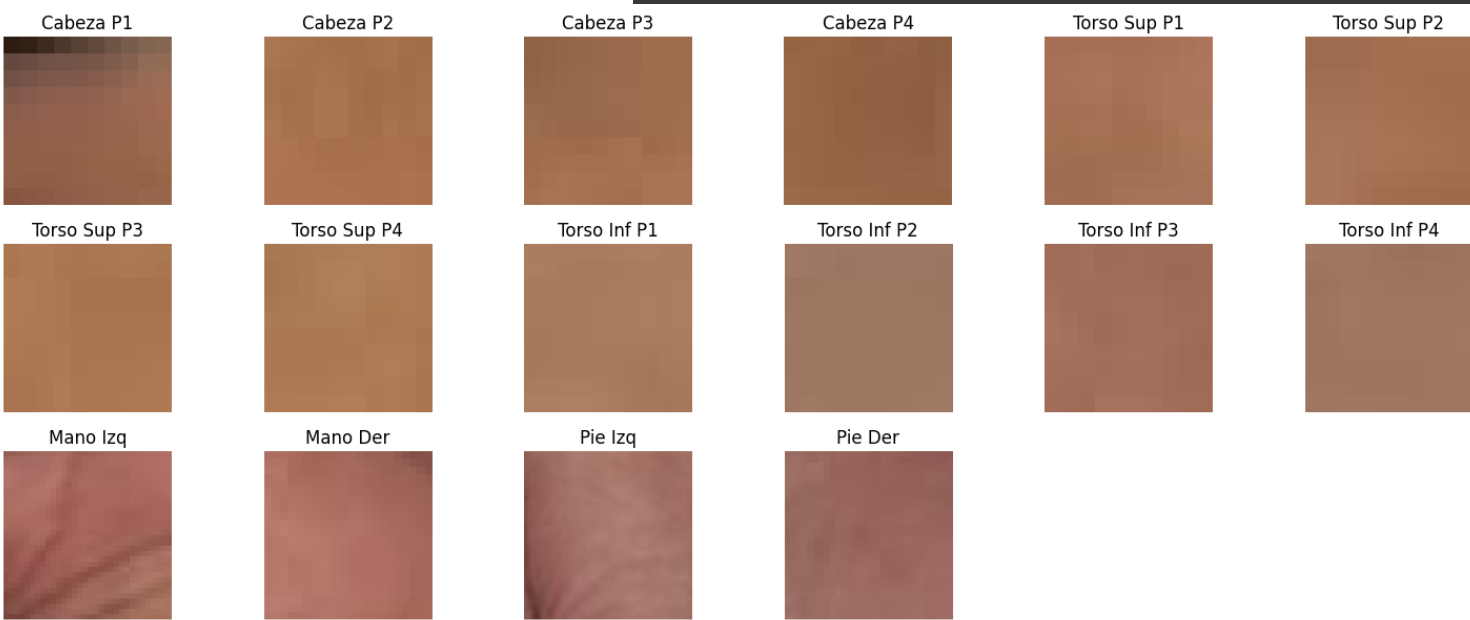 Cabeza P1 Cabeza P2 Cabeza P3 Cabeza P4 Torso Sup P1 Torso Sup P2
Torso Sup P3 Torso Sup P4 Torso Inf P1 Torso Inf P2 Torso Inf P3 Torso Inf P4
Mano Izq Mano Der Pie Izq Pie Der